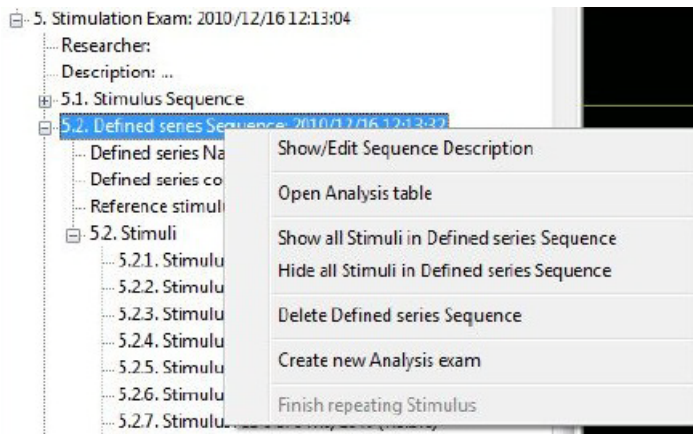 5. Stimulation Exam: 2010/12/16 12:13:04
Researcher:
Description: ...
5.1. Stimulus Sequence
5.2. Defined series Sequence: 2010/12/16 12:13:32
Defined series Na
Defined series co
Reference stimul
5.2. Stimuli
5.2.1. Stimulu
5.2.2. Stimulu
5.2.3. Stimulu
5.2.4. Stimulu
5.2.5. Stimulu
5.2.6. Stimulu
5.2.7. Stimulus
Show/Edit Sequence Description
Open Analysis table
Show all Stimuli in Defined series Sequence
Hide all Stimuli in Defined series Sequence
Delete Defined series Sequence
Create new Analysis exam
Finish repeating Stimulus